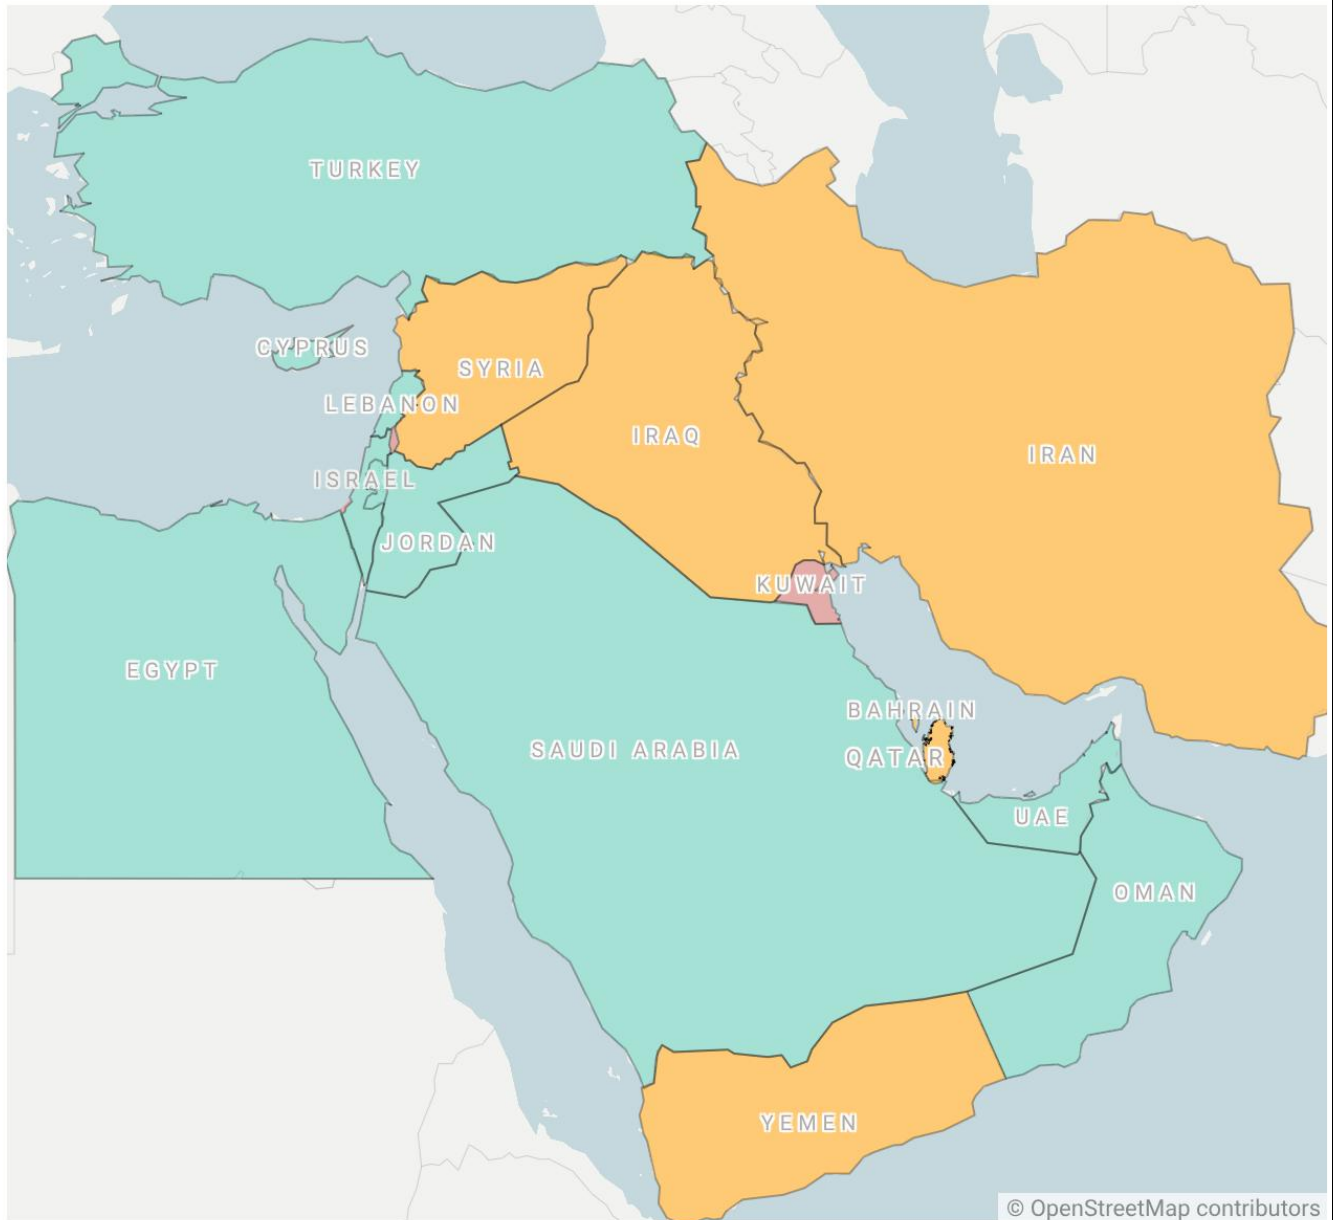 TURKEY
CYPRUS
SYRIA
LEBANON
IRAQ
IRAN
ISRAEL
JORDAN
KUWAIT
EGYPT
BAHRAIN
SAUDI ARABIA
QATAR
UAE
OMAN
YEMEN
© OpenStreetMap contributors